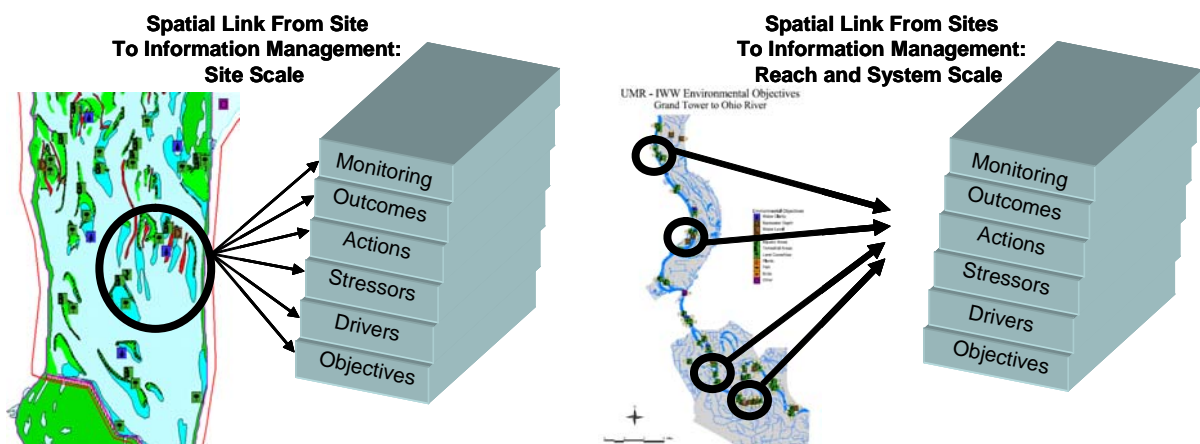 Spatial Link From Site
To Information Management:
Site Scale
Monitoring
Outcomes
Actions
Stressors
Drivers
Objectives
Spatial Link From Sites
To Information Management:
Reach and System Scale
UMR - IWW Environmental Objectives
Grand Tower to Ohio River
Environmental Objectives
Monitoring
Outcomes
Actions
Stressors
Drivers
Objectives